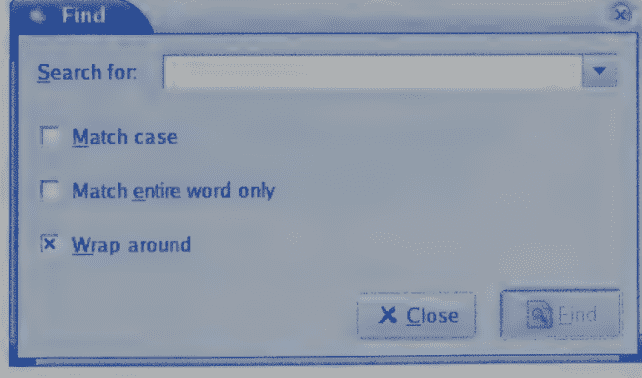 Find
Search for:
Match case
Match entire word only
Wrap around
Close
Find